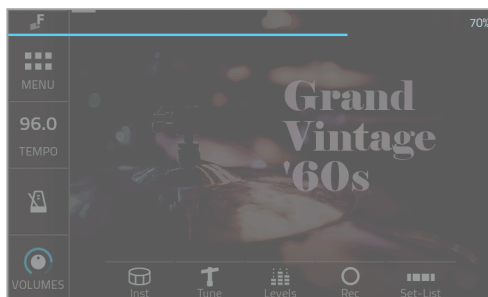 F
70%
MENU
96.0
TEMPO
VOLUMES
Grand
Vintage
'60s
Inst
Tune
Levels
Rec
Set-List